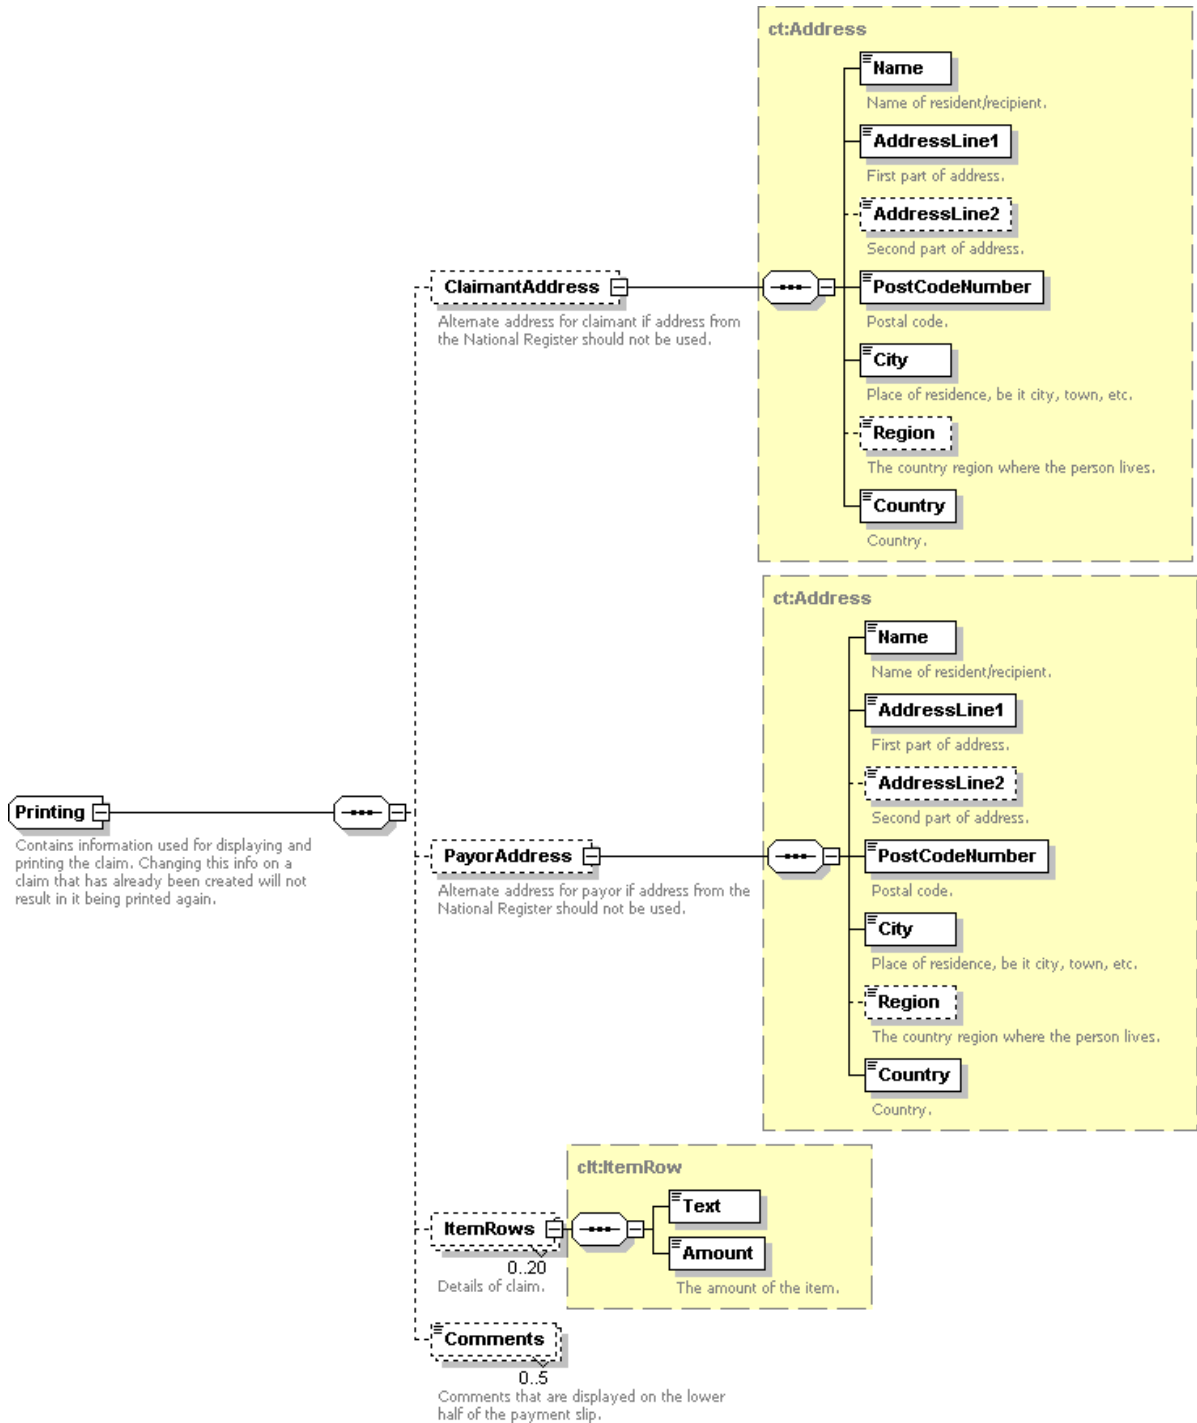 ct:Address
Name
Name of resident/recipient.
AddressLine1
First part of address.
AddressLine2
Second part of address.
ClaimantAddress
Alternate address for claimant if address from
the National Register should not be used.
PostCodeNumber
Postal code.
City
Place of residence, be it city, town, etc.
Region
The country region where the person lives.
Country
Country.
ct:Address
Name
Name of resident/recipient.
AddressLine1
First part of address.
AddressLine2
Second part of address.
Printing
Contains information used for displaying and
printing the claim. Changing this info on a
claim that has already been created will not
result in it being printed again.
PayorAddress
Alternate address for payor if address from the
National Register should not be used.
PostCodeNumber
Postal code.
City
Place of residence, be it city, town, etc.
Region
The country region where the person lives.
Country
Country.
clt:ItemRow
ItemRows
0..20
Details of claim.
Text
Amount
The amount of the item.
Comments
0..5
Comments that are displayed on the lower
half of the payment slip.